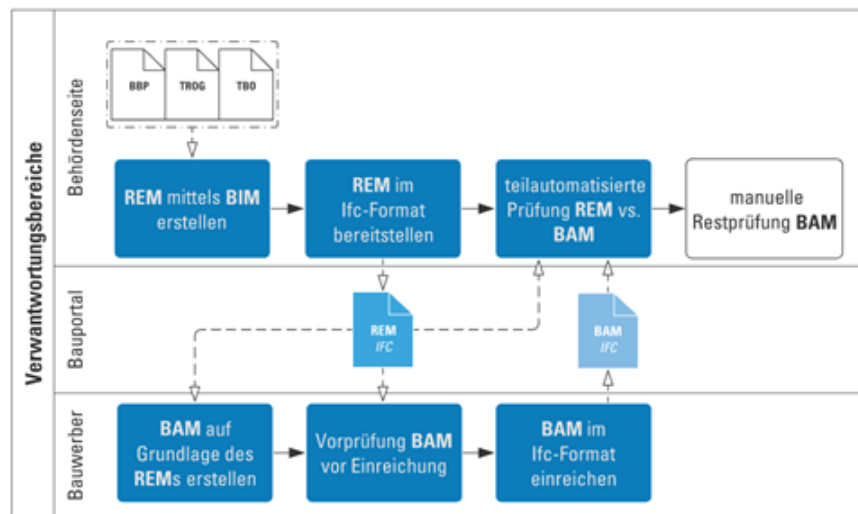 Verwantwortungsbereiche
Behördenseite
BBP
TROG
TBO
REM mittels BIM
erstellen
REM im
Ifc-Format
bereitstellen
teilautomatisierte
Prüfung REM vs.
BAM
manuelle
Restprüfung BAM
Bauportal
REM
IFC
BAM
IFC
Bauwerber
BAM auf
Grundlage des
REMs erstellen
Vorprüfung BAM
vor Einreichung
BAM im
Ifc-Format
einreichen